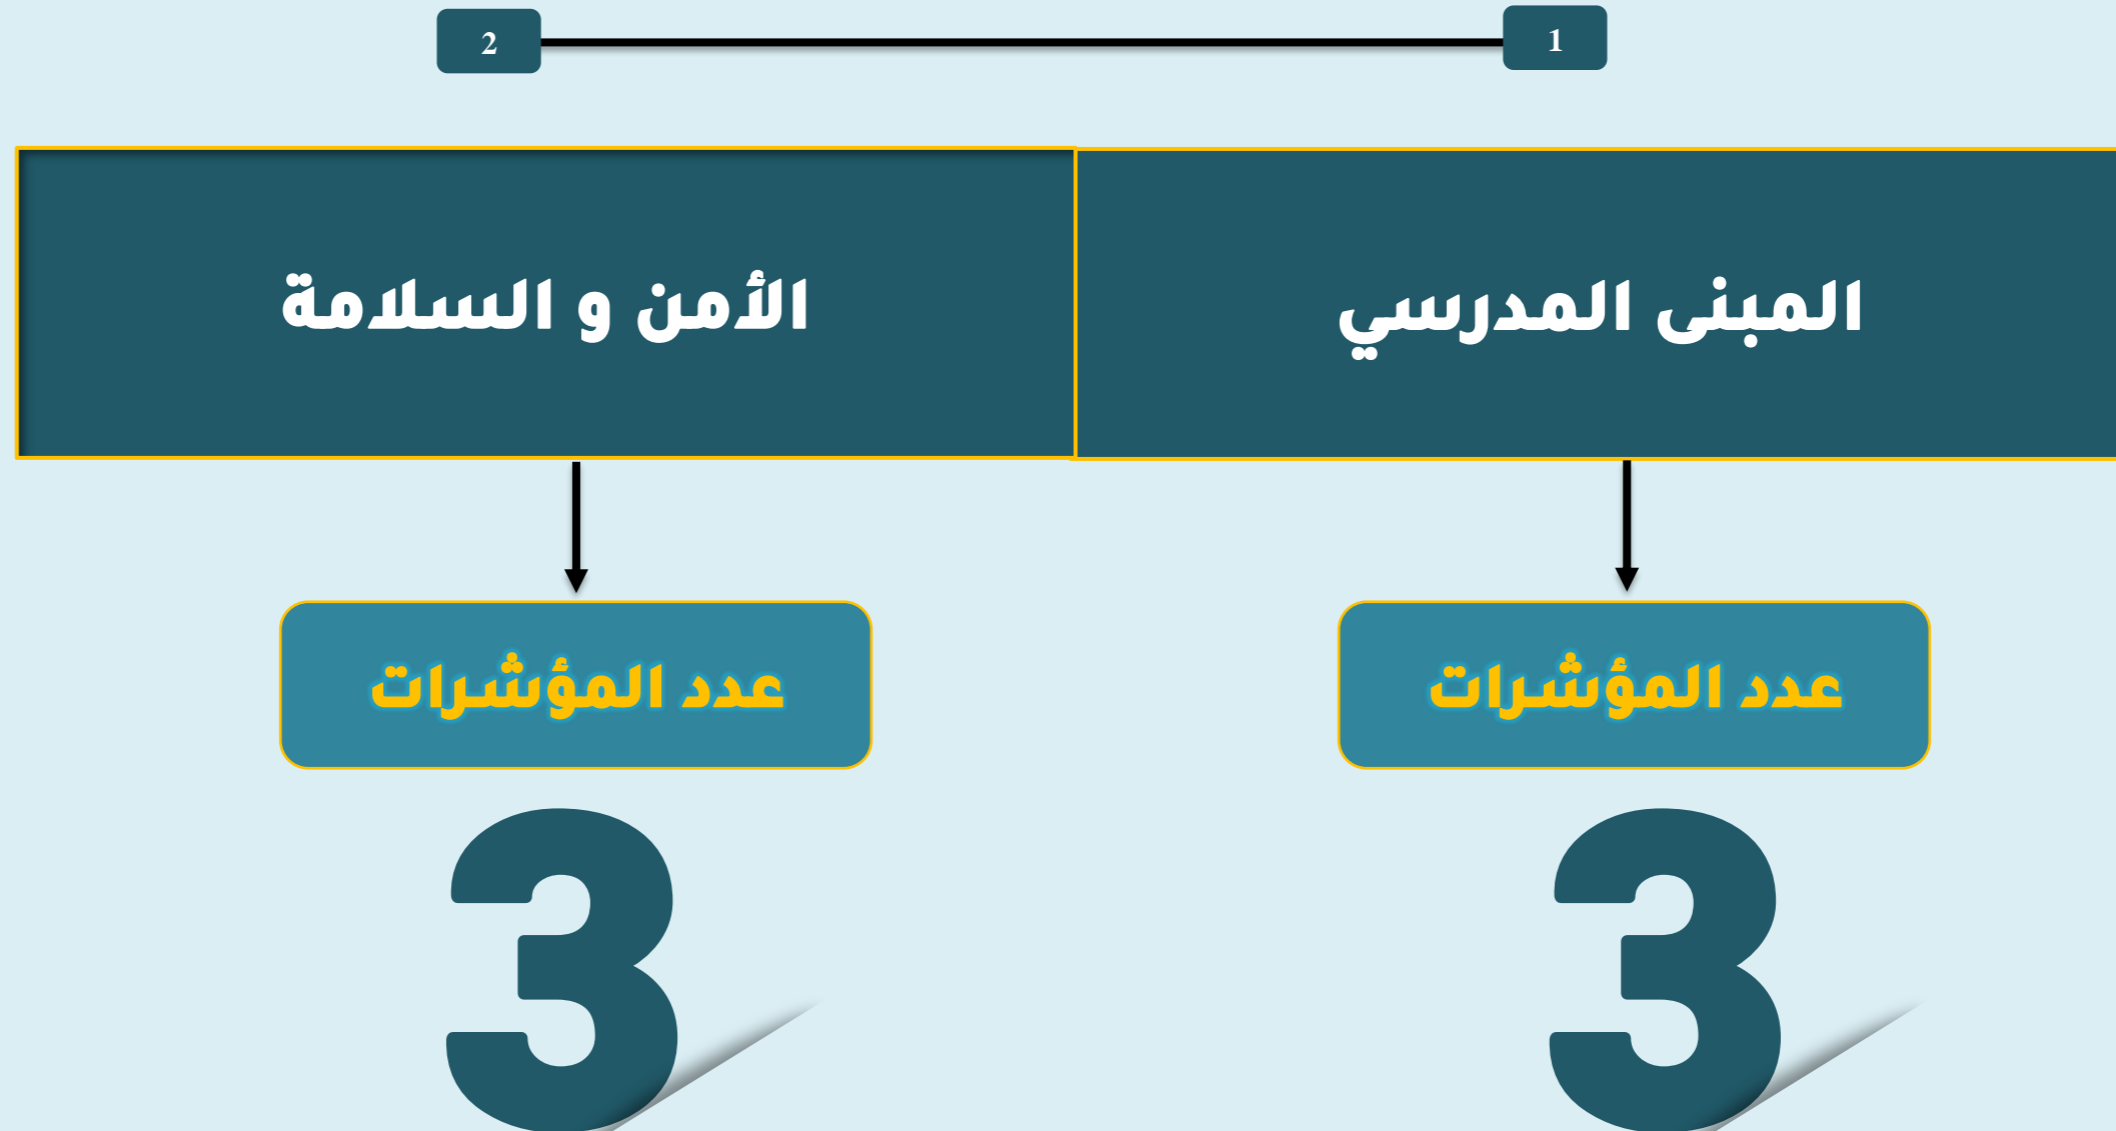 1
2
المبنى المدرسي
الأمن و السلامة
عدد المؤشرات
عدد المؤشرات
3
3